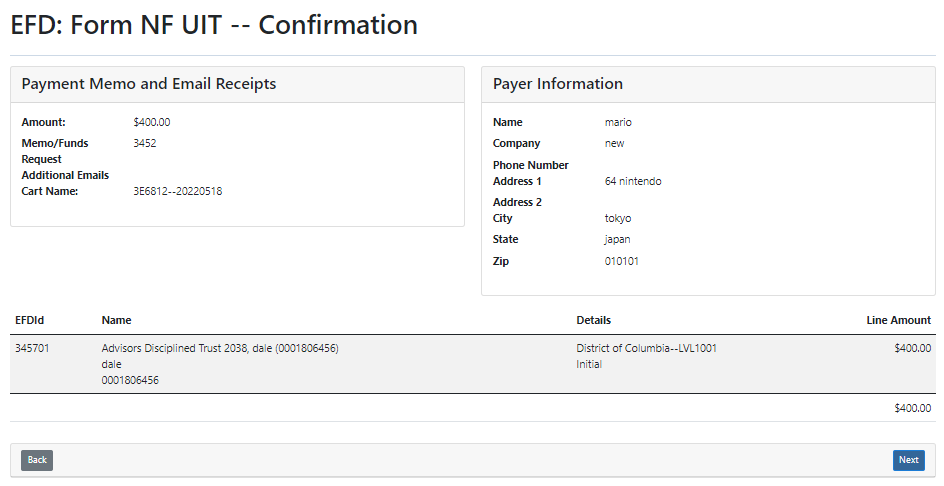 EFD: Form NF UIT -- Confirmation
Payment Memo and Email Receipts
Amount: $400.00
Memo/Funds Request 3452
Additional Emails
Cart Name: 3E6812--20220518
Payer Information
Name mario
Company new
Phone Number
Address 1 64 nintendo
Address 2
City tokyo
State japan
Zip 010101
EFDId Name Details Line Amount
345701 Advisors Disciplined Trust 2038, dale (0001806456) District of Columbia--LVL1001 $400.00
dale Initial
0001806456
$400.00
Back Next